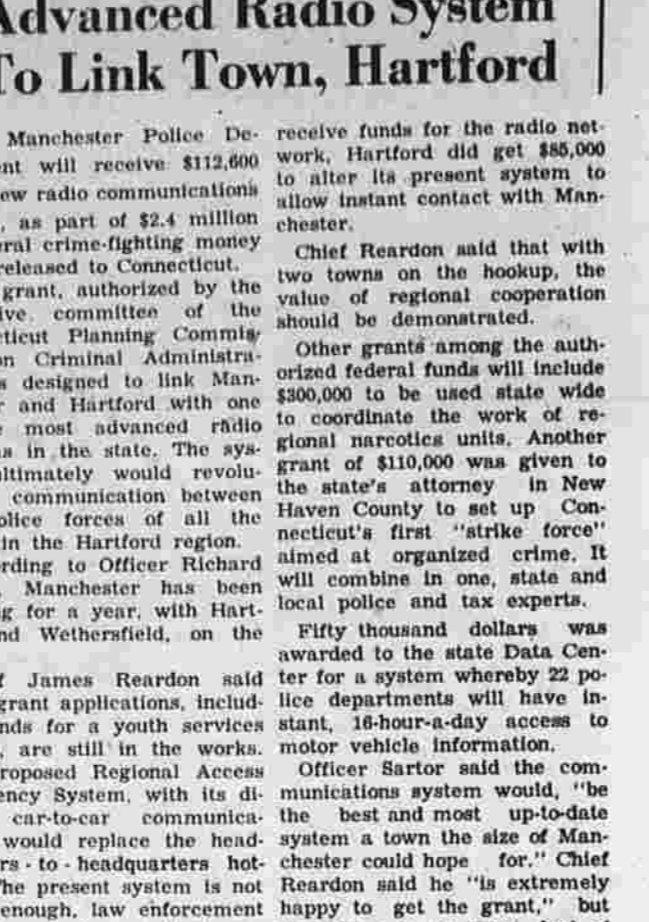 Advanced Radio System
To Link Town, Hartford
Manchester Police De-
ent will receive $112,600
ew radio communications
, as part of $2.4 million
eral crime-fighting money
released to Connecticut.
grant, authorized by the
ive committee of the
ticut Planning Commis-
on Criminal Administra-
s designed to link Man-
r and Hartford with one
e most advanced radio
s in the state. The sys-
ultimately would revolu-
communication between
olice forces of all the
in the Hartford region.
rding to Officer Richard
, Manchester has been
g for a year, with Hart-
nd Wethersfield, on the
f James Reardon said
grant applications, includ-
nds for a youth services
, are still in the works.
roposed Regional Access
ency System, with its di-
car-to-car communica-
would replace the head-
rs - to - headquarters hot-
he present system is not
enough, law enforcement
receive funds for the radio net-
work, Hartford did get $85,000
to alter its present system to
allow instant contact with Man-
chester.
Chief Reardon said that with
two towns on the hookup, the
value of regional cooperation
should be demonstrated.
Other grants among the auth-
orized federal funds will include
$300,000 to be used state wide
to coordinate the work of re-
gional narcotics units. Another
grant of $110,000 was given to
the state's attorney in New
Haven County to set up Con-
necticut's first "strike force"
aimed at organized crime. It
will combine in one, state and
local police and tax experts.
Fifty thousand dollars was
awarded to the state Data Cen-
ter for a system whereby 22 po-
lice departments will have in-
stant, 16-hour-a-day access to
motor vehicle information.
Officer Sartor said the com-
munications system would, "be
the best and most up-to-date
system a town the size of Man-
chester could hope for." Chief
Reardon said he "is extremely
happy to get the grant," but